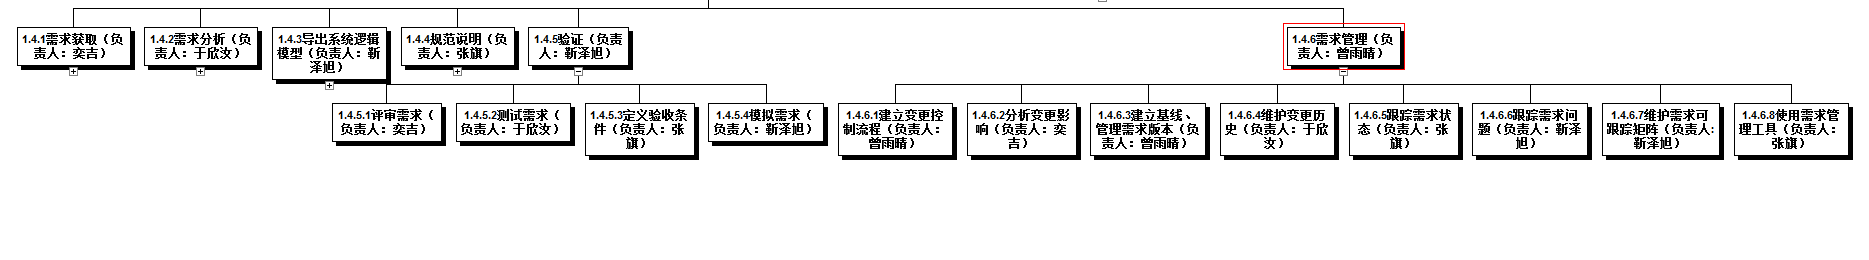 1.4.1需求获取（负
责人：奕吉）
1.4.2需求分析（负
责人：于欣汝）
1.4.3导出系统逻辑
模型（负责人：靳
泽旭）
1.4.4规范说明（负
责人：张旗）
1.4.5验证（负责
人：靳泽旭）
1.4.6需求管理（负
责人：曾雨晴）
1.4.5.1评审需求（
负责人：奕吉）
1.4.5.2测试需求（
负责人：于欣汝）
1.4.5.3定义验收条
件（负责人：张
旗）
1.4.5.4模拟需求（
负责人：靳泽旭）
1.4.6.1建立变更控
制流程（负责人：
曾雨晴）
1.4.6.2分析变更影
响（负责人：奕
吉）
1.4.6.3建立基线、
管理需求版本（负
责人：曾雨晴）
1.4.6.4维护变更历
史（负责人：于欣
汝）
1.4.6.5跟踪需求状
态（负责人：张
旗）
1.4.6.6跟踪需求问
题（负责人：靳泽
旭）
1.4.6.7维护需求可
跟踪矩阵（负责人：
靳泽旭）
1.4.6.8使用需求管
理工具（负责人：
张旗）